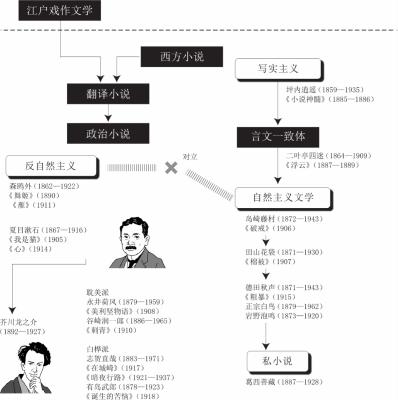 江户戏作文学
西方小说
翻译小说
政治小说
写实主义
坪内逍遥(1859—1935)
《小说神髓》(1885—1886)
言文一致体
二叶亭四迷(1864—1909)
《浮云》(1887—1889)
反自然主义
对立
自然主义文学
森鸥外(1862—1922)
《舞姬》(1890)
《雁》(1911)
夏目漱石(1867—1916)
《我是猫》(1905)
《心》(1914)
芥川龙之介
(1892—1927)
耽美派
永井荷风(1879—1959)
《美利坚物语》(1908)
谷崎润一郎(1886—1965)
《刺青》(1910)
白桦派
志贺直哉(1883—1971)
《在城崎》(1917)
《暗夜行路》(1921—1937)
有岛武郎(1878—1923)
《诞生的苦恼》(1918)
岛崎藤村(1872—1943)
《破戒》(1906)
田山花袋(1871—1930)
《棉被》(1907)
德田秋声(1871—1943)
《粗暴》(1915)
正宗白鸟(1879—1962)
岩野泡鸣(1873—1920)
私小说
葛西善藏(1887—1928)